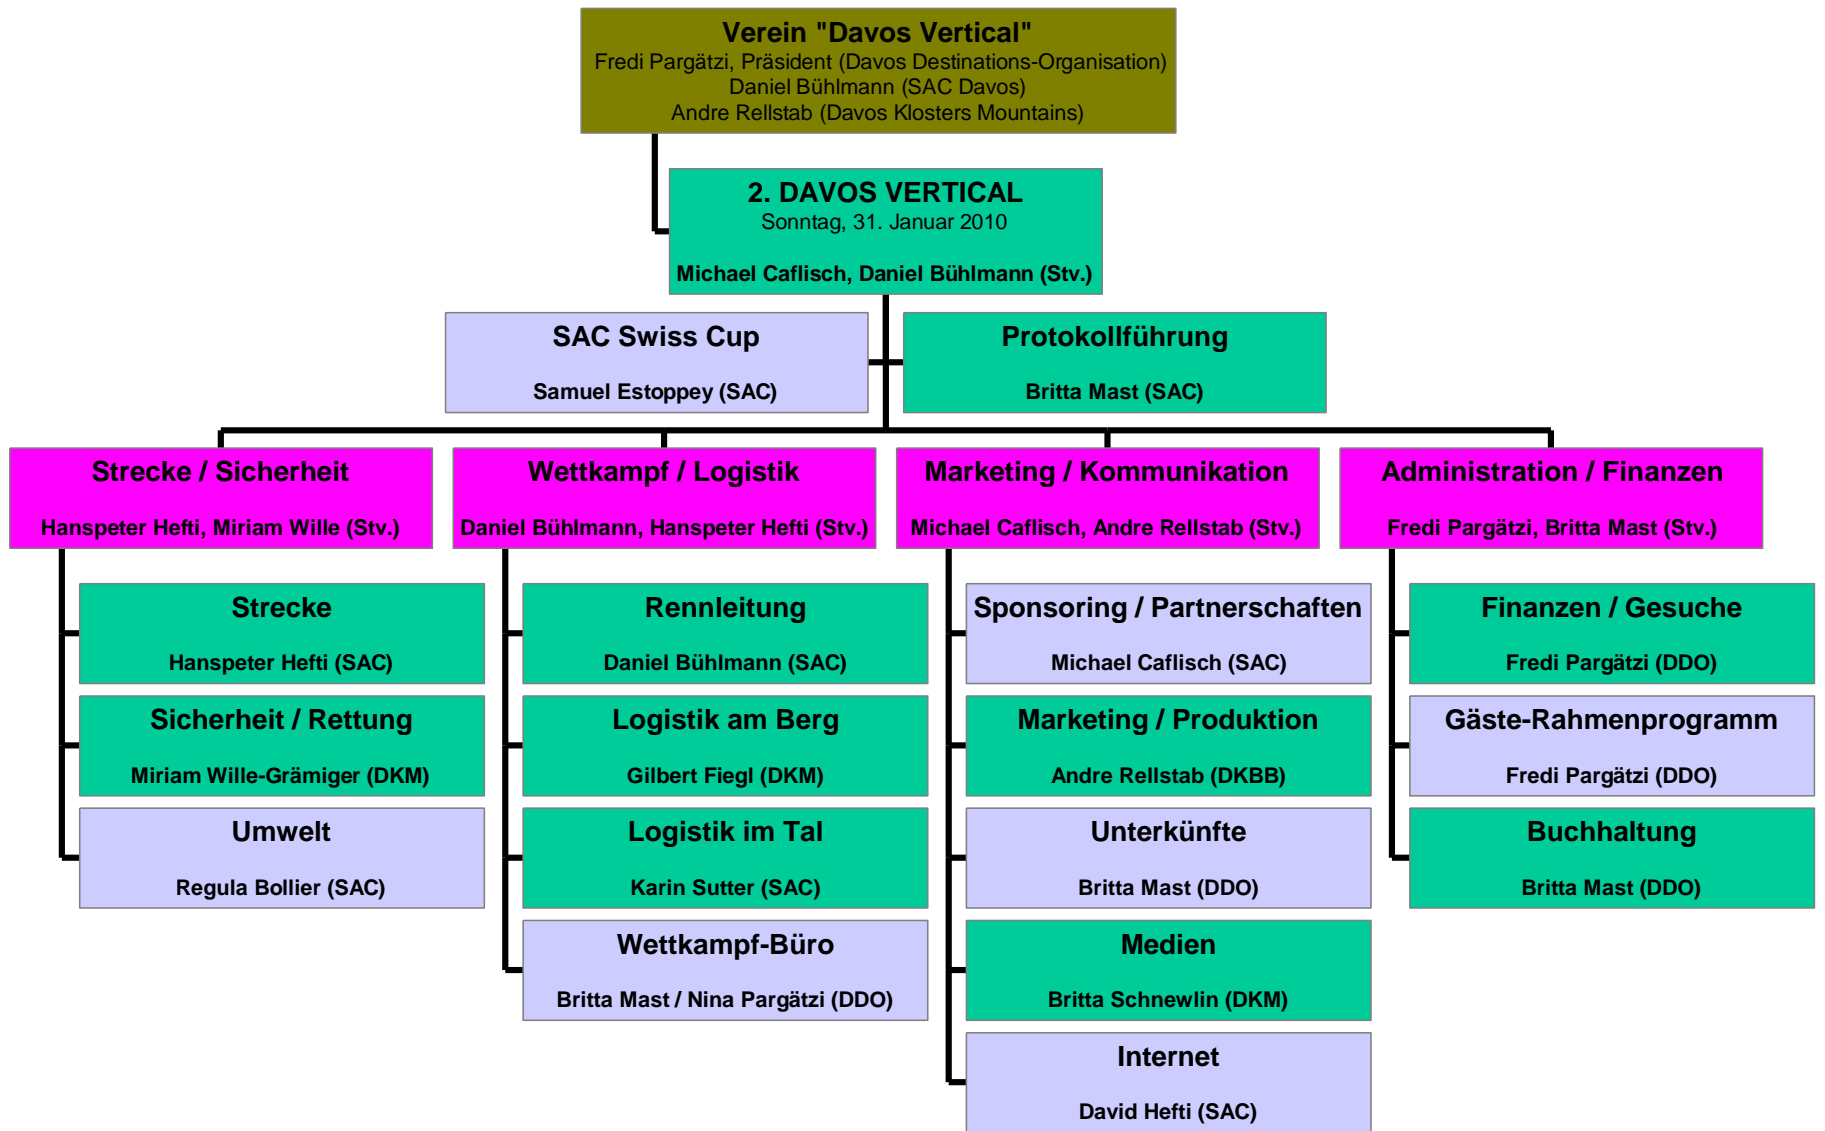 Verein "Davos Vertical"
Fredi Pargätzi, Präsident (Davos Destinations-Organisation)
Daniel Bühlmann (SAC Davos)
Andre Rellstab (Davos Klosters Mountains)
2. DAVOS VERTICAL
Sonntag, 31. Januar 2010
Michael Caflisch, Daniel Bühlmann (Stv.)
SAC Swiss Cup
Samuel Estoppey (SAC)
Protokollführung
Britta Mast (SAC)
Strecke / Sicherheit
Hanspeter Hefti, Miriam Wille (Stv.)
Strecke
Hanspeter Hefti (SAC)
Sicherheit / Rettung
Miriam Wille-Grämiger (DKM)
Umwelt
Regula Bollier (SAC)
Wettkampf / Logistik
Daniel Bühlmann, Hanspeter Hefti (Stv.)
Rennleitung
Daniel Bühlmann (SAC)
Logistik am Berg
Gilbert Fiegl (DKM)
Logistik im Tal
Karin Sutter (SAC)
Wettkampf-Büro
Britta Mast / Nina Pargätzi (DDO)
Marketing / Kommunikation
Michael Caflisch, Andre Rellstab (Stv.)
Sponsoring / Partnerschaften
Michael Caflisch (SAC)
Marketing / Produktion
Andre Rellstab (DKBB)
Unterkünfte
Britta Mast (DDO)
Medien
Britta Schnewlin (DKM)
Internet
David Hefti (SAC)
Administration / Finanzen
Fredi Pargätzi, Britta Mast (Stv.)
Finanzen / Gesuche
Fredi Pargätzi (DDO)
Gäste-Rahmenprogramm
Fredi Pargätzi (DDO)
Buchhaltung
Britta Mast (DDO)